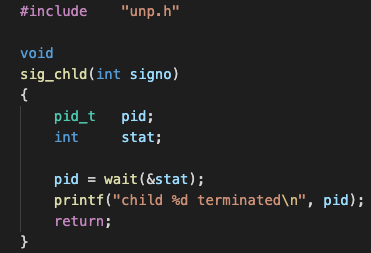 #include    "unp.h"

void
sig_chld(int signo)
{
    pid_t   pid;
    int     stat;

    pid = wait(&stat);
    printf("child %d terminated\n", pid);
    return;
}